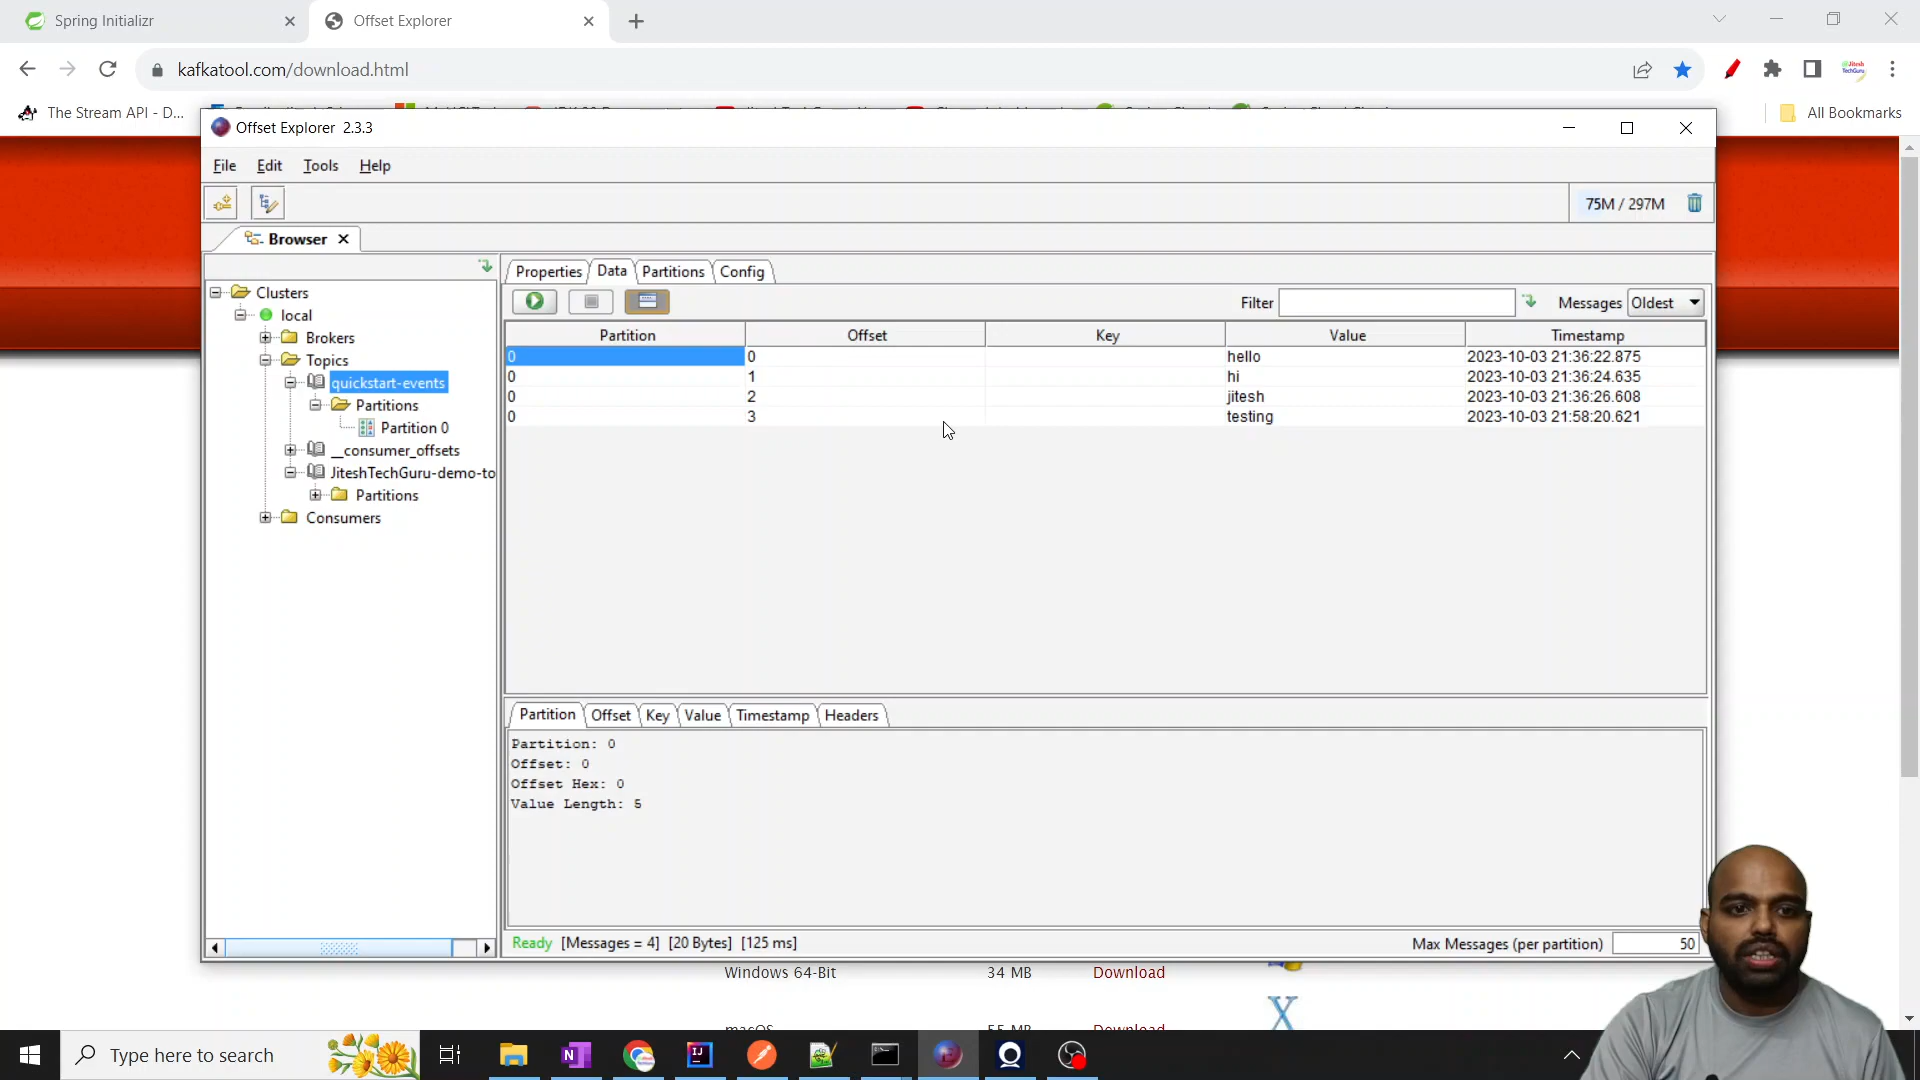 Spring Initializr
Offset Explorer
kafkatool.com/download.html
Jitesh
TechGuru
The Stream API - D...
All Bookmarks
Offset Explorer 2.3.3
File Edit Tools Help
75M / 297M
Browser
Clusters
local
Brokers
Topics
quickstart-events
Partitions
Partition 0
__consumer_offsets
JiteshTechGuru-demo-to
Partitions
Consumers
Properties Data Partitions Config
Filter Messages Oldest
Partition Offset Key Value Timestamp
0 0 hello 2023-10-03 21:36:22.875
0 1 hi 2023-10-03 21:36:24.635
0 2 jitesh 2023-10-03 21:36:26.608
0 3 testing 2023-10-03 21:58:20.621
Partition Offset Key Value Timestamp Headers
Partition: 0
Offset: 0
Offset Hex: 0
Value Length: 5
Ready [Messages = 4] [20 Bytes] [125 ms] Max Messages (per partition) 50
Windows 64-Bit 34 MB Download
macOS 55 MB Download
Type here to search